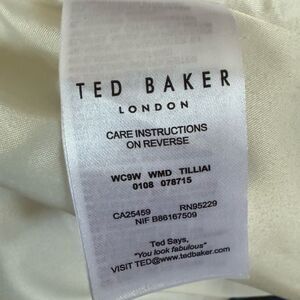 TED BAKER
LONDON
CARE INSTRUCTIONS
ON REVERSE
WC9W WMD TILLIAI
0108 078715
CA25459 RN95229
NIF B86167509
Ted Says,
"You look fabulous"
VISIT TED@www.tedbaker.com